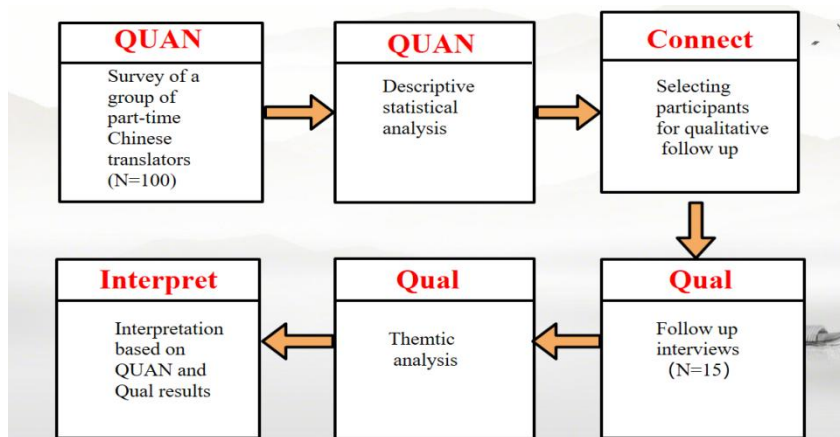 QUAN
Survey of a
group of
part-time
Chinese
translators
(N=100)
QUAN
Descriptive
statistical
analysis
Connect
Selecting
participants
for qualitative
follow up
Qual
Follow up
interviews
(N=15)
Qual
Themtic
analysis
Interpret
Interpretation
based on
QUAN and
Qual results